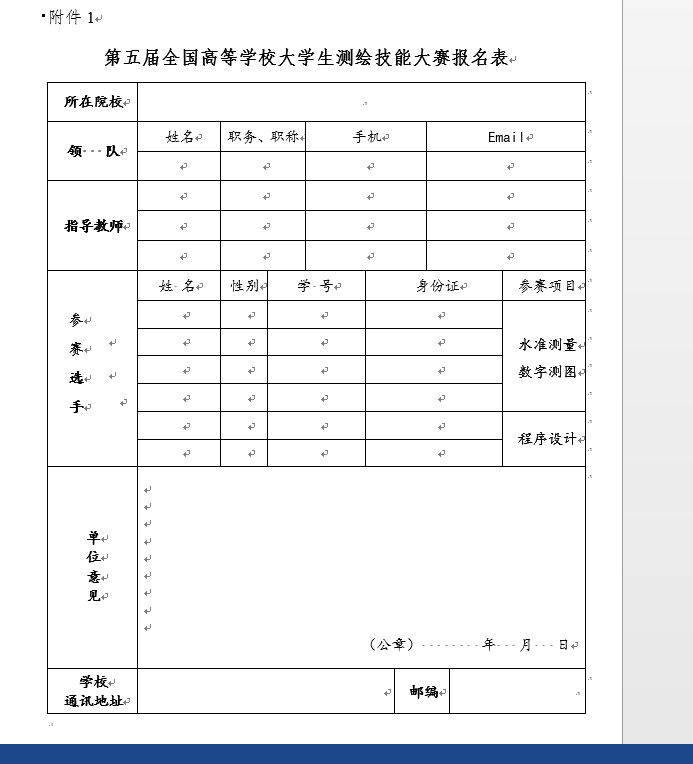 附件 1
第五届全国高等学校大学生测绘技能大赛报名表
所在院校
领 队
姓名 职务、职称 手机 Email
指导教师
姓 名 性别 学 号 身份证 参赛项目
参
赛
选
手
水准测量
数字测图
程序设计
单
位
意
见
（公章） 年 月 日
学校
通讯地址
邮编